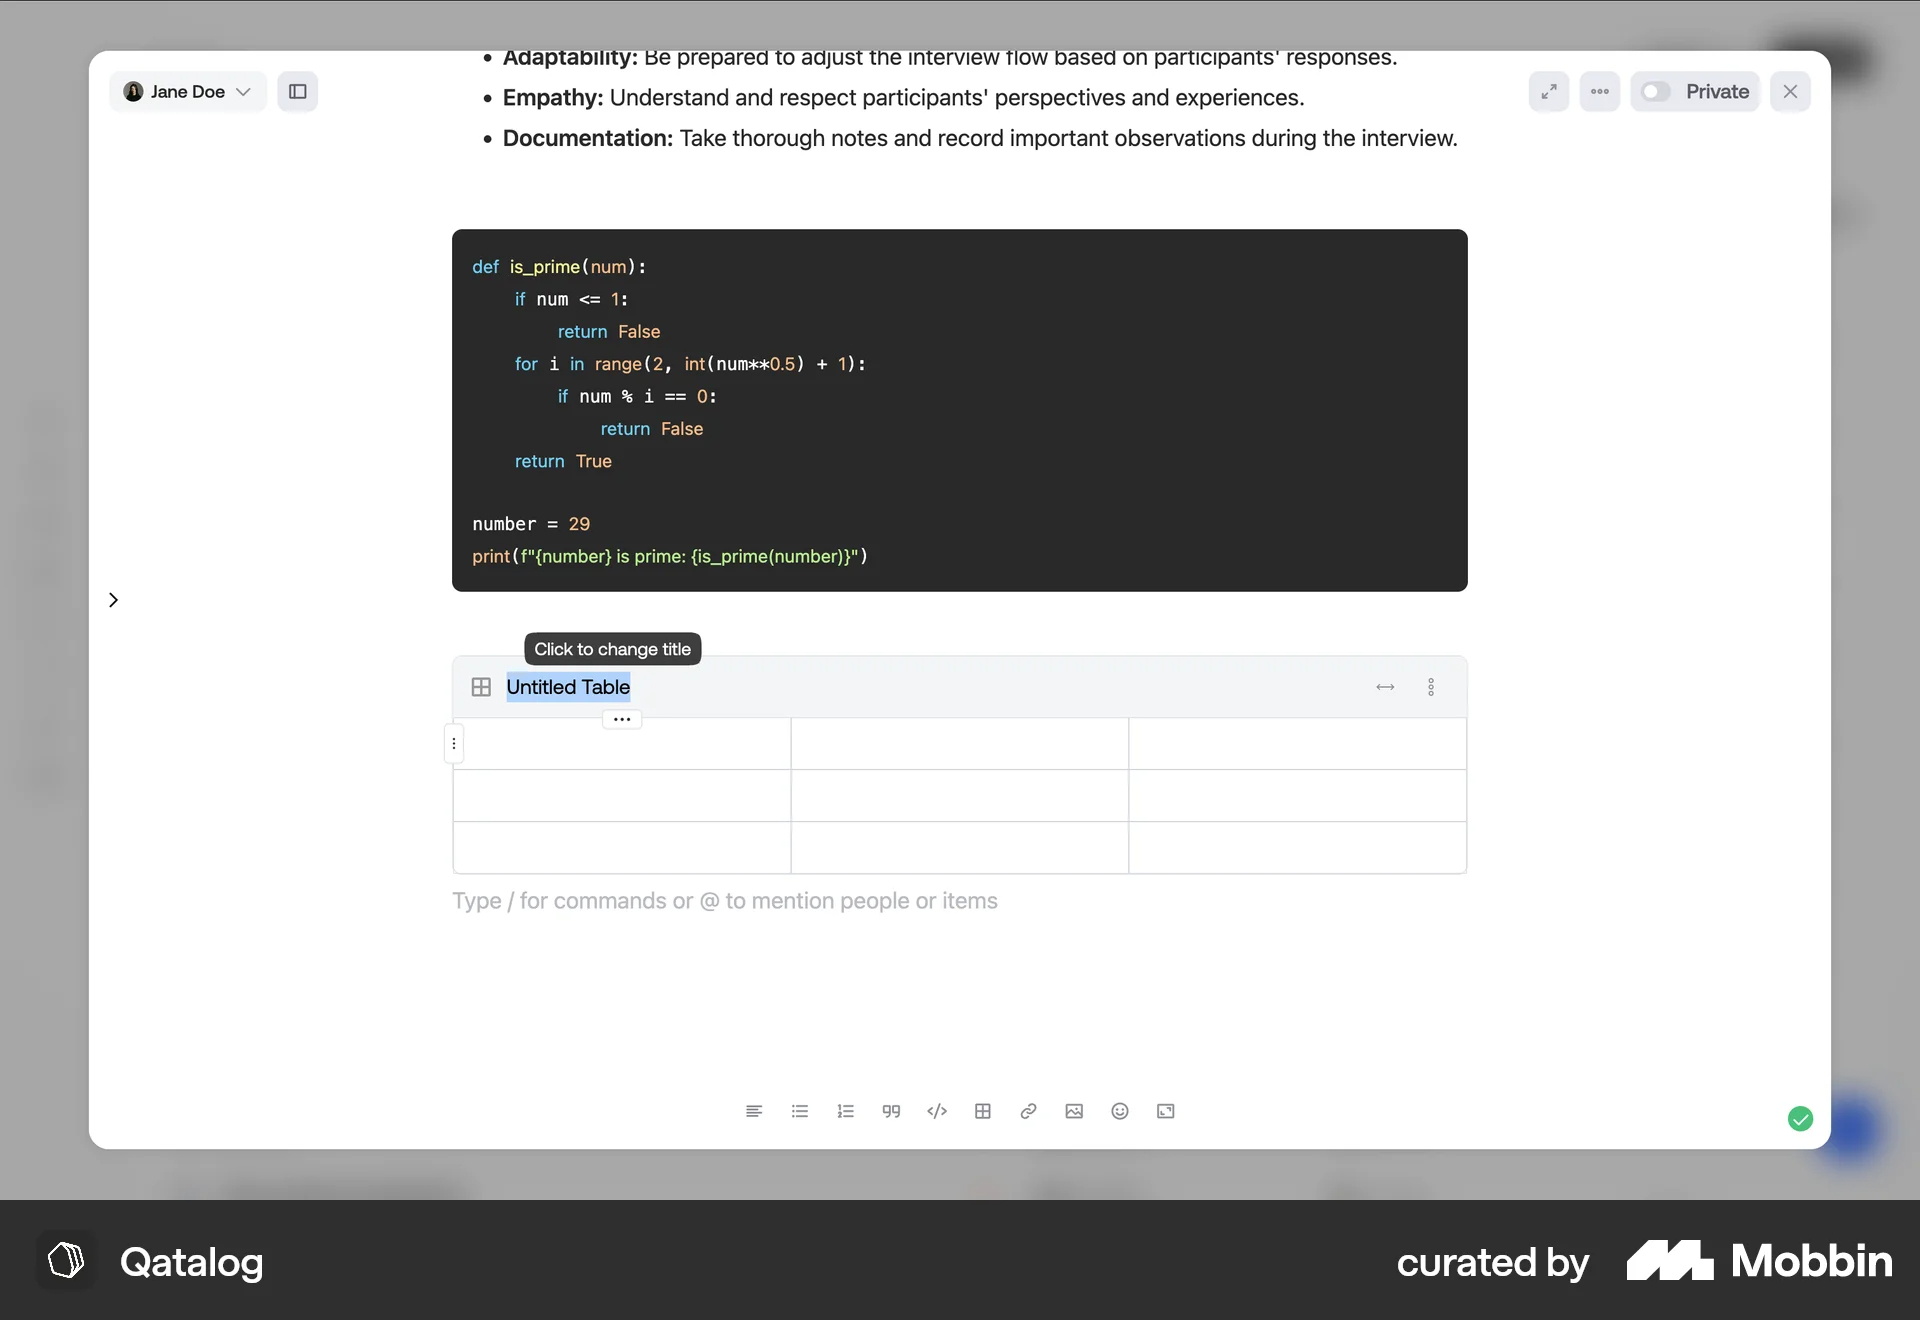 Adaptability: Be prepared to adjust the interview flow based on participants' responses.
Jane Doe
Private
Empathy: Understand and respect participants' perspectives and experiences.
Documentation: Take thorough notes and record important observations during the interview.
def is_prime(num):
    if num <= 1:
        return False
    for i in range(2, int(num**0.5) + 1):
        if num % i == 0:
            return False
    return True
number = 29
print(f"{number} is prime: {is_prime(number)}")
Click to change title
Untitled Table
Type / for commands or @ to mention people or items
Qatalog
curated by Mobbin